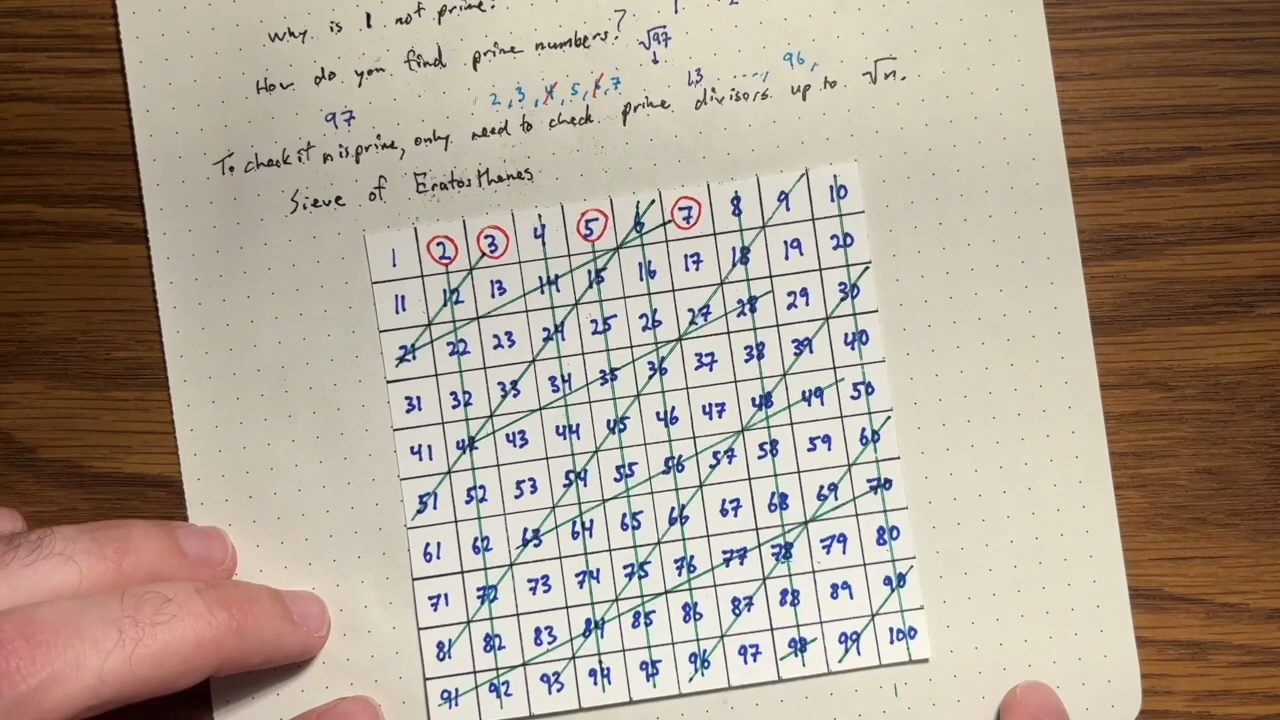 why is 1 not prime?
How do you find prime numbers? √97
2, 3, 4, 5, 6, 7 13 ...., 96,
97
To check if n is prime, only need to check prime divisors up to √n.
Sieve of Eratosthenes
1 2 3 4 5 6 7 8 9 10
11 12 13 14 15 16 17 18 19 20
21 22 23 24 25 26 27 28 29 30
31 32 33 34 35 36 37 38 39 40
41 42 43 44 45 46 47 48 49 50
51 52 53 54 55 56 57 58 59 60
61 62 63 64 65 66 67 68 69 70
71 72 73 74 75 76 77 78 79 80
81 82 83 84 85 86 87 88 89 90
91 92 93 94 95 96 97 98 99 100